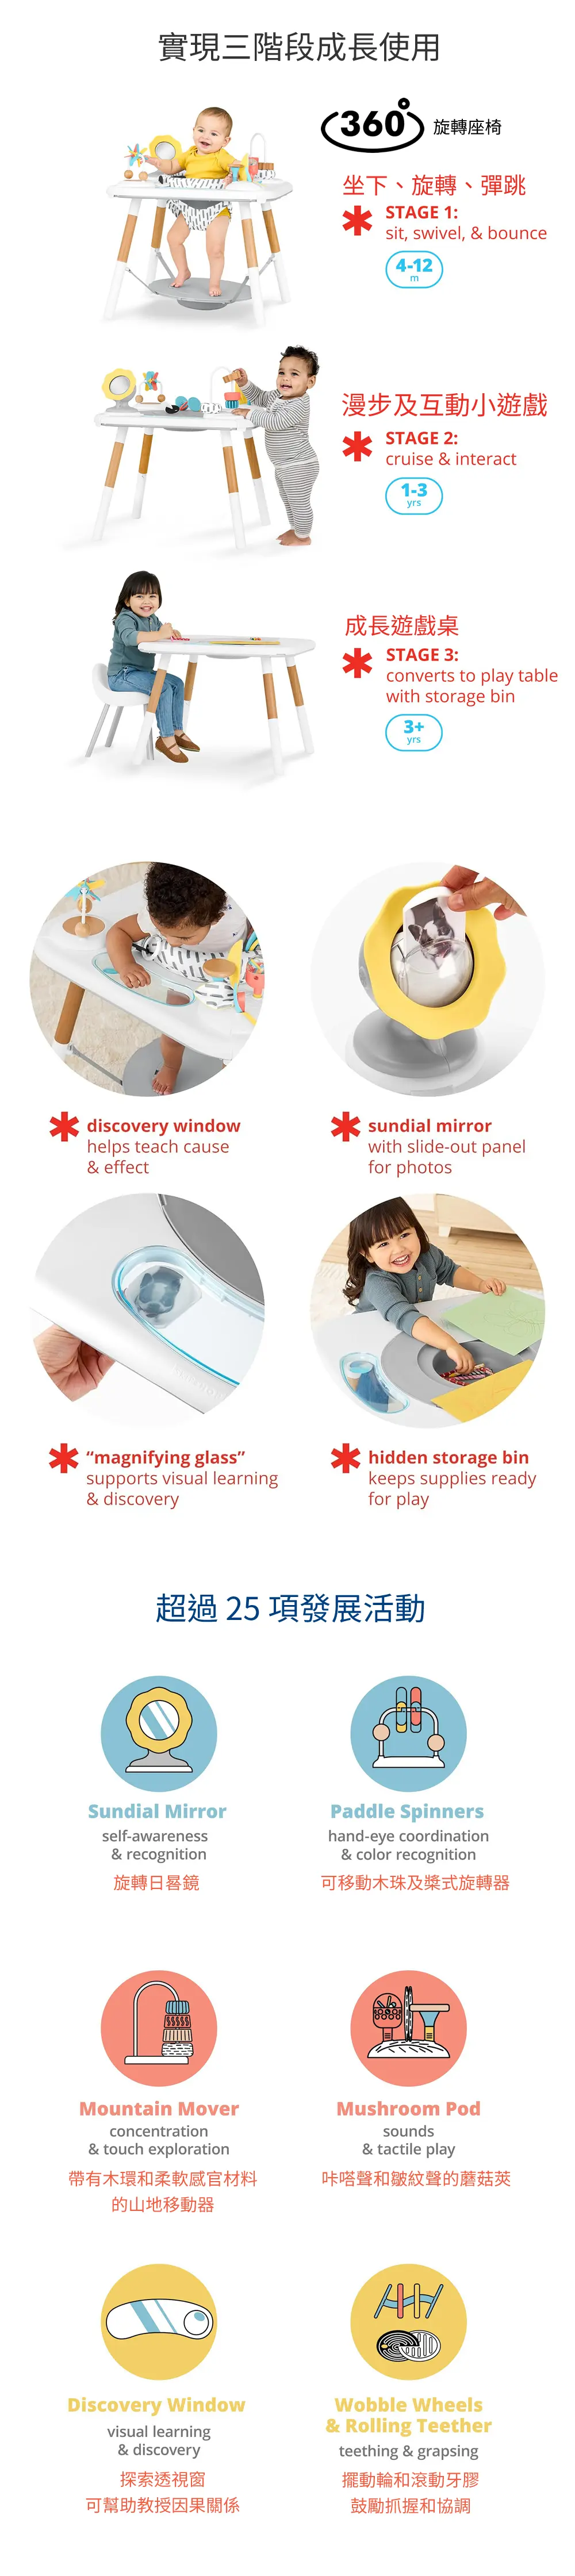 實現三階段成長使用
360° 旋轉座椅
坐下、旋轉、彈跳
STAGE 1:
sit, swivel, & bounce
4-12
m
漫步及互動小遊戲
STAGE 2:
cruise & interact
1-3
yrs
成長遊戲桌
STAGE 3:
converts to play table
with storage bin
3+
yrs
discovery window
helps teach cause
& effect
sundial mirror
with slide-out panel
for photos
“magnifying glass”
supports visual learning
& discovery
hidden storage bin
keeps supplies ready
for play
超過 25 項發展活動
Sundial Mirror
self-awareness
& recognition
旋轉日晷鏡
Paddle Spinners
hand-eye coordination
& color recognition
可移動木珠及槳式旋轉器
Mountain Mover
concentration
& touch exploration
帶有木環和柔軟感官材料
的山地移動器
Mushroom Pod
sounds
& tactile play
咔嗒聲和皺紋聲的蘑菇莢
Discovery Window
visual learning
& discovery
探索透視窗
可幫助教授因果關係
Wobble Wheels
& Rolling Teether
teething & grapsing
擺動輪和滾動牙膠
鼓勵抓握和協調